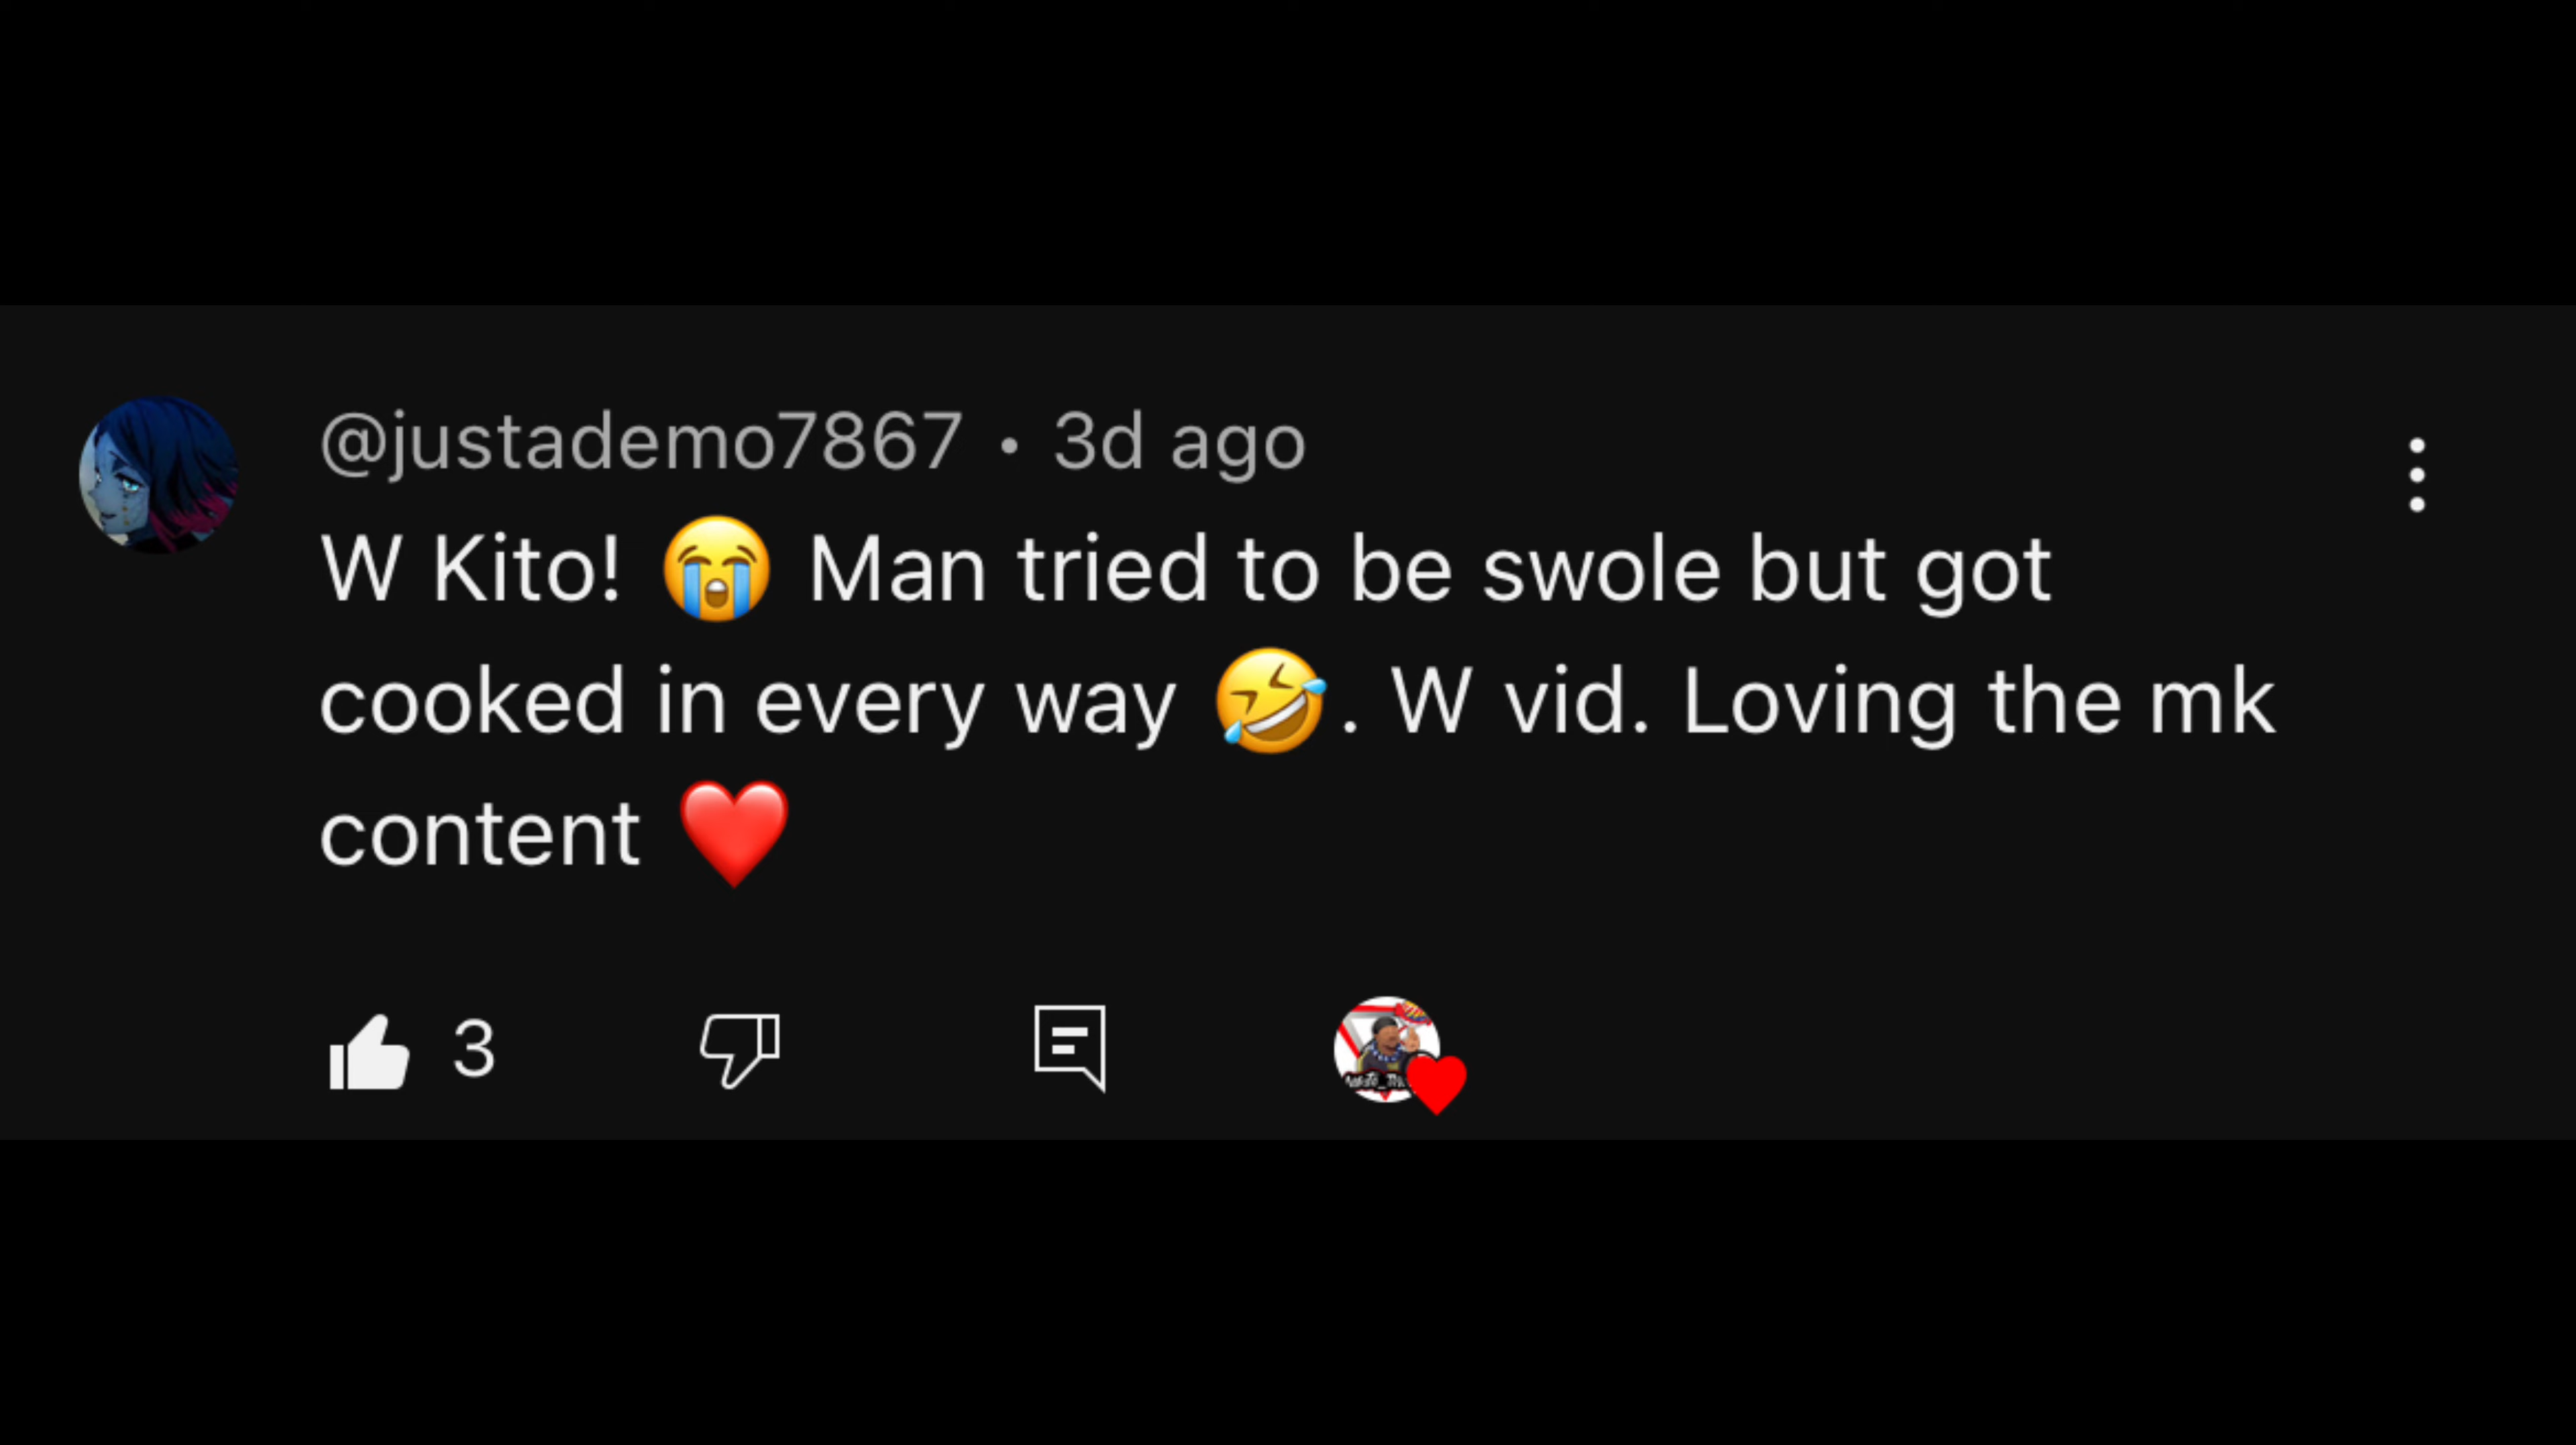 @justademo7867 • 3d ago
W Kito! 😭 Man tried to be swole but got
cooked in every way 🤣. W vid. Loving the mk
content ❤️
3